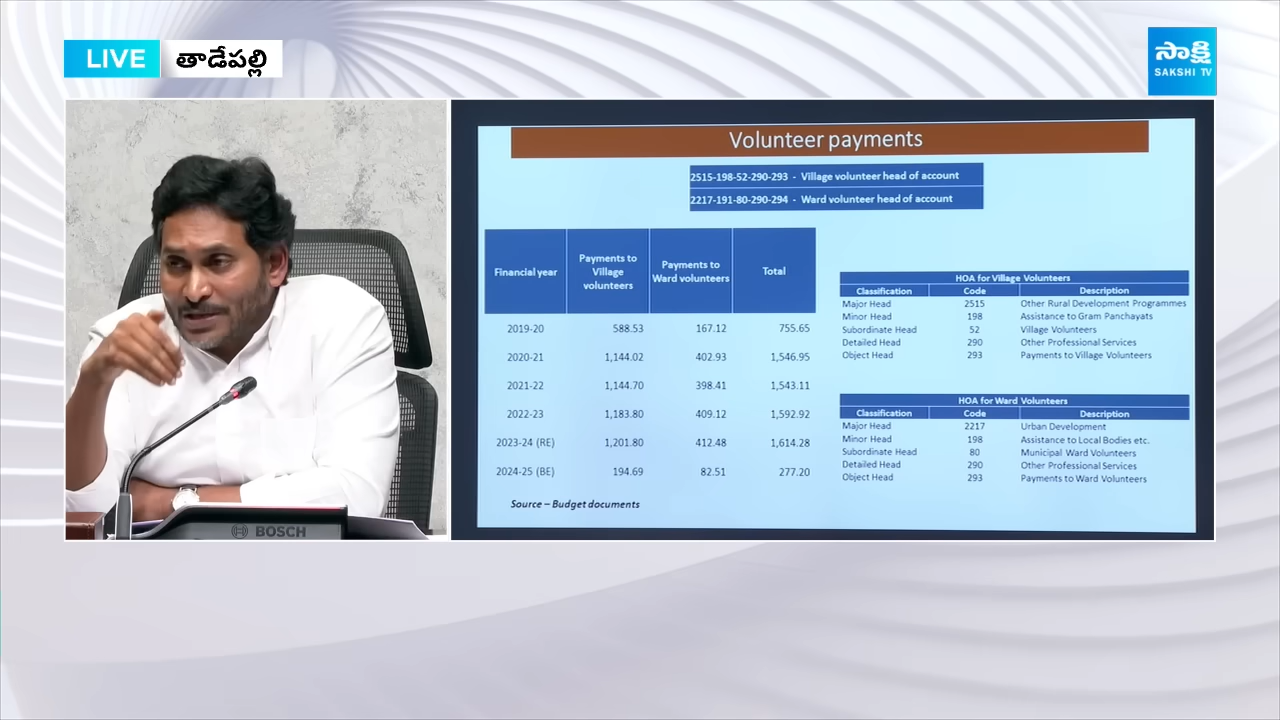 LIVE తాడేపల్లి
సాక్షి
SAKSHI TV
Volunteer payments
2515-198-52-290-293 - Village volunteer head of account
2217-191-80-290-294 - Ward volunteer head of account
Financial year Payments to Village volunteers Payments to Ward volunteers Total
2019-20 588.53 167.12 755.65
2020-21 1,144.02 402.93 1,546.95
2021-22 1,144.70 398.41 1,543.11
2022-23 1,183.80 409.12 1,592.92
2023-24 (RE) 1,201.80 412.48 1,614.28
2024-25 (BE) 194.69 82.51 277.20
Source – Budget documents
HOA for Village Volunteers
Classification Code Description
Major Head 2515 Other Rural Development Programmes
Minor Head 198 Assistance to Gram Panchayats
Subordinate Head 52 Village Volunteers
Detailed Head 290 Other Professional Services
Object Head 293 Payments to Village Volunteers
HOA for Ward Volunteers
Classification Code Description
Major Head 2217 Urban Development
Minor Head 198 Assistance to Local Bodies etc.
Subordinate Head 80 Municipal Ward Volunteers
Detailed Head 290 Other Professional Services
Object Head 293 Payments to Ward Volunteers
BOSCH